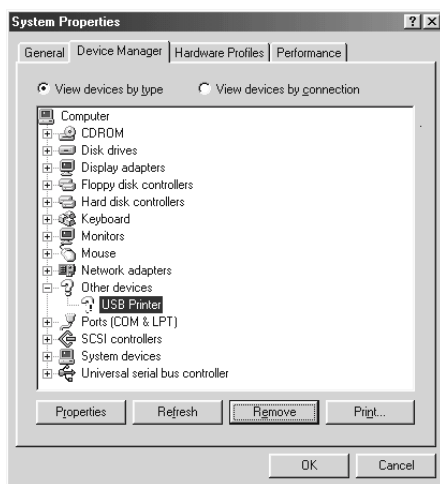 System Properties
General
Device Manager
Hardware Profiles
Performance
View devices by type
View devices by connection
Computer
CDROM
Disk drives
Display adapters
Floppy disk controllers
Hard disk controllers
Keyboard
Monitors
Mouse
Network adapters
Other devices
USB Printer
Ports (COM & LPT)
SCSI controllers
System devices
Universal serial bus controller
Properties
Refresh
Remove
Print...
OK
Cancel